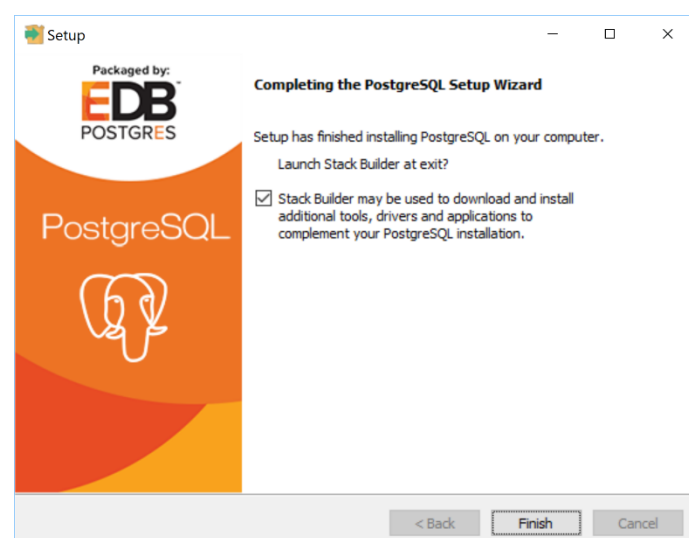 Setup
Packaged by:
EDB
POSTGRES
PostgreSQL
Completing the PostgreSQL Setup Wizard
Setup has finished installing PostgreSQL on your computer.
Launch Stack Builder at exit?
Stack Builder may be used to download and install
additional tools, drivers and applications to
complement your PostgreSQL installation.
< Back
Finish
Cancel